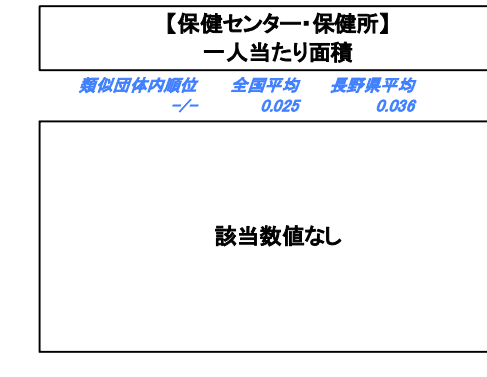 【保健センター・保健所】
一人当たり面積
類似団体内順位 全国平均 長野県平均
-/- 0.025 0.036
該当数値なし